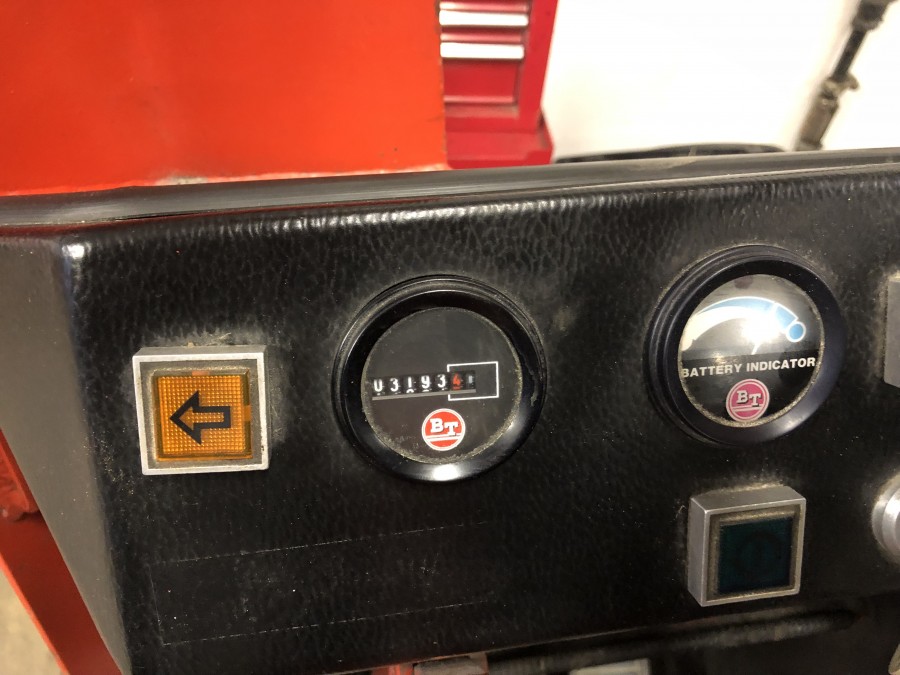 031934
BT
BATTERY INDICATOR
BT